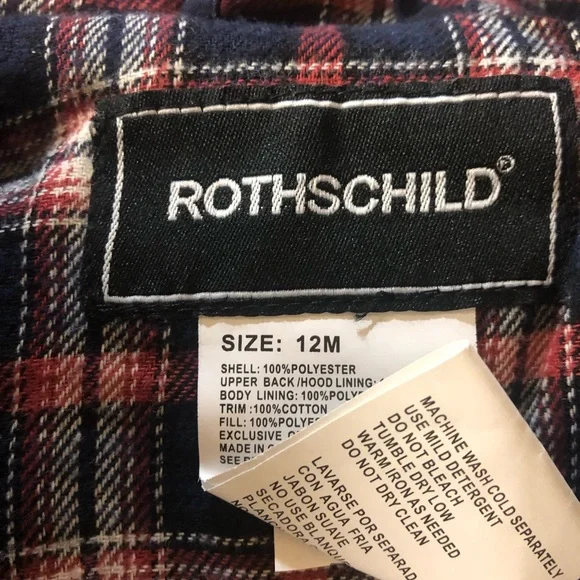 ROTHSCHILD®
SIZE: 12M
SHELL: 100%POLYESTER
UPPER BACK/HOOD LINING:
BODY LINING: 100%
TRIM:100%COTTON
FILL: 100%
EXCLUSIVE
MADE IN
SEE
MACHINE WASH COLD SEPARATELY
USE MILD DETERGENT
DO NOT BLEACH
TUMBLE DRY LOW
WARM IRON AS NEEDED
DO NOT DRY CLEAN
LAVARSE POR
CON AGUA FRIA
JABON SUAVE
NO USE